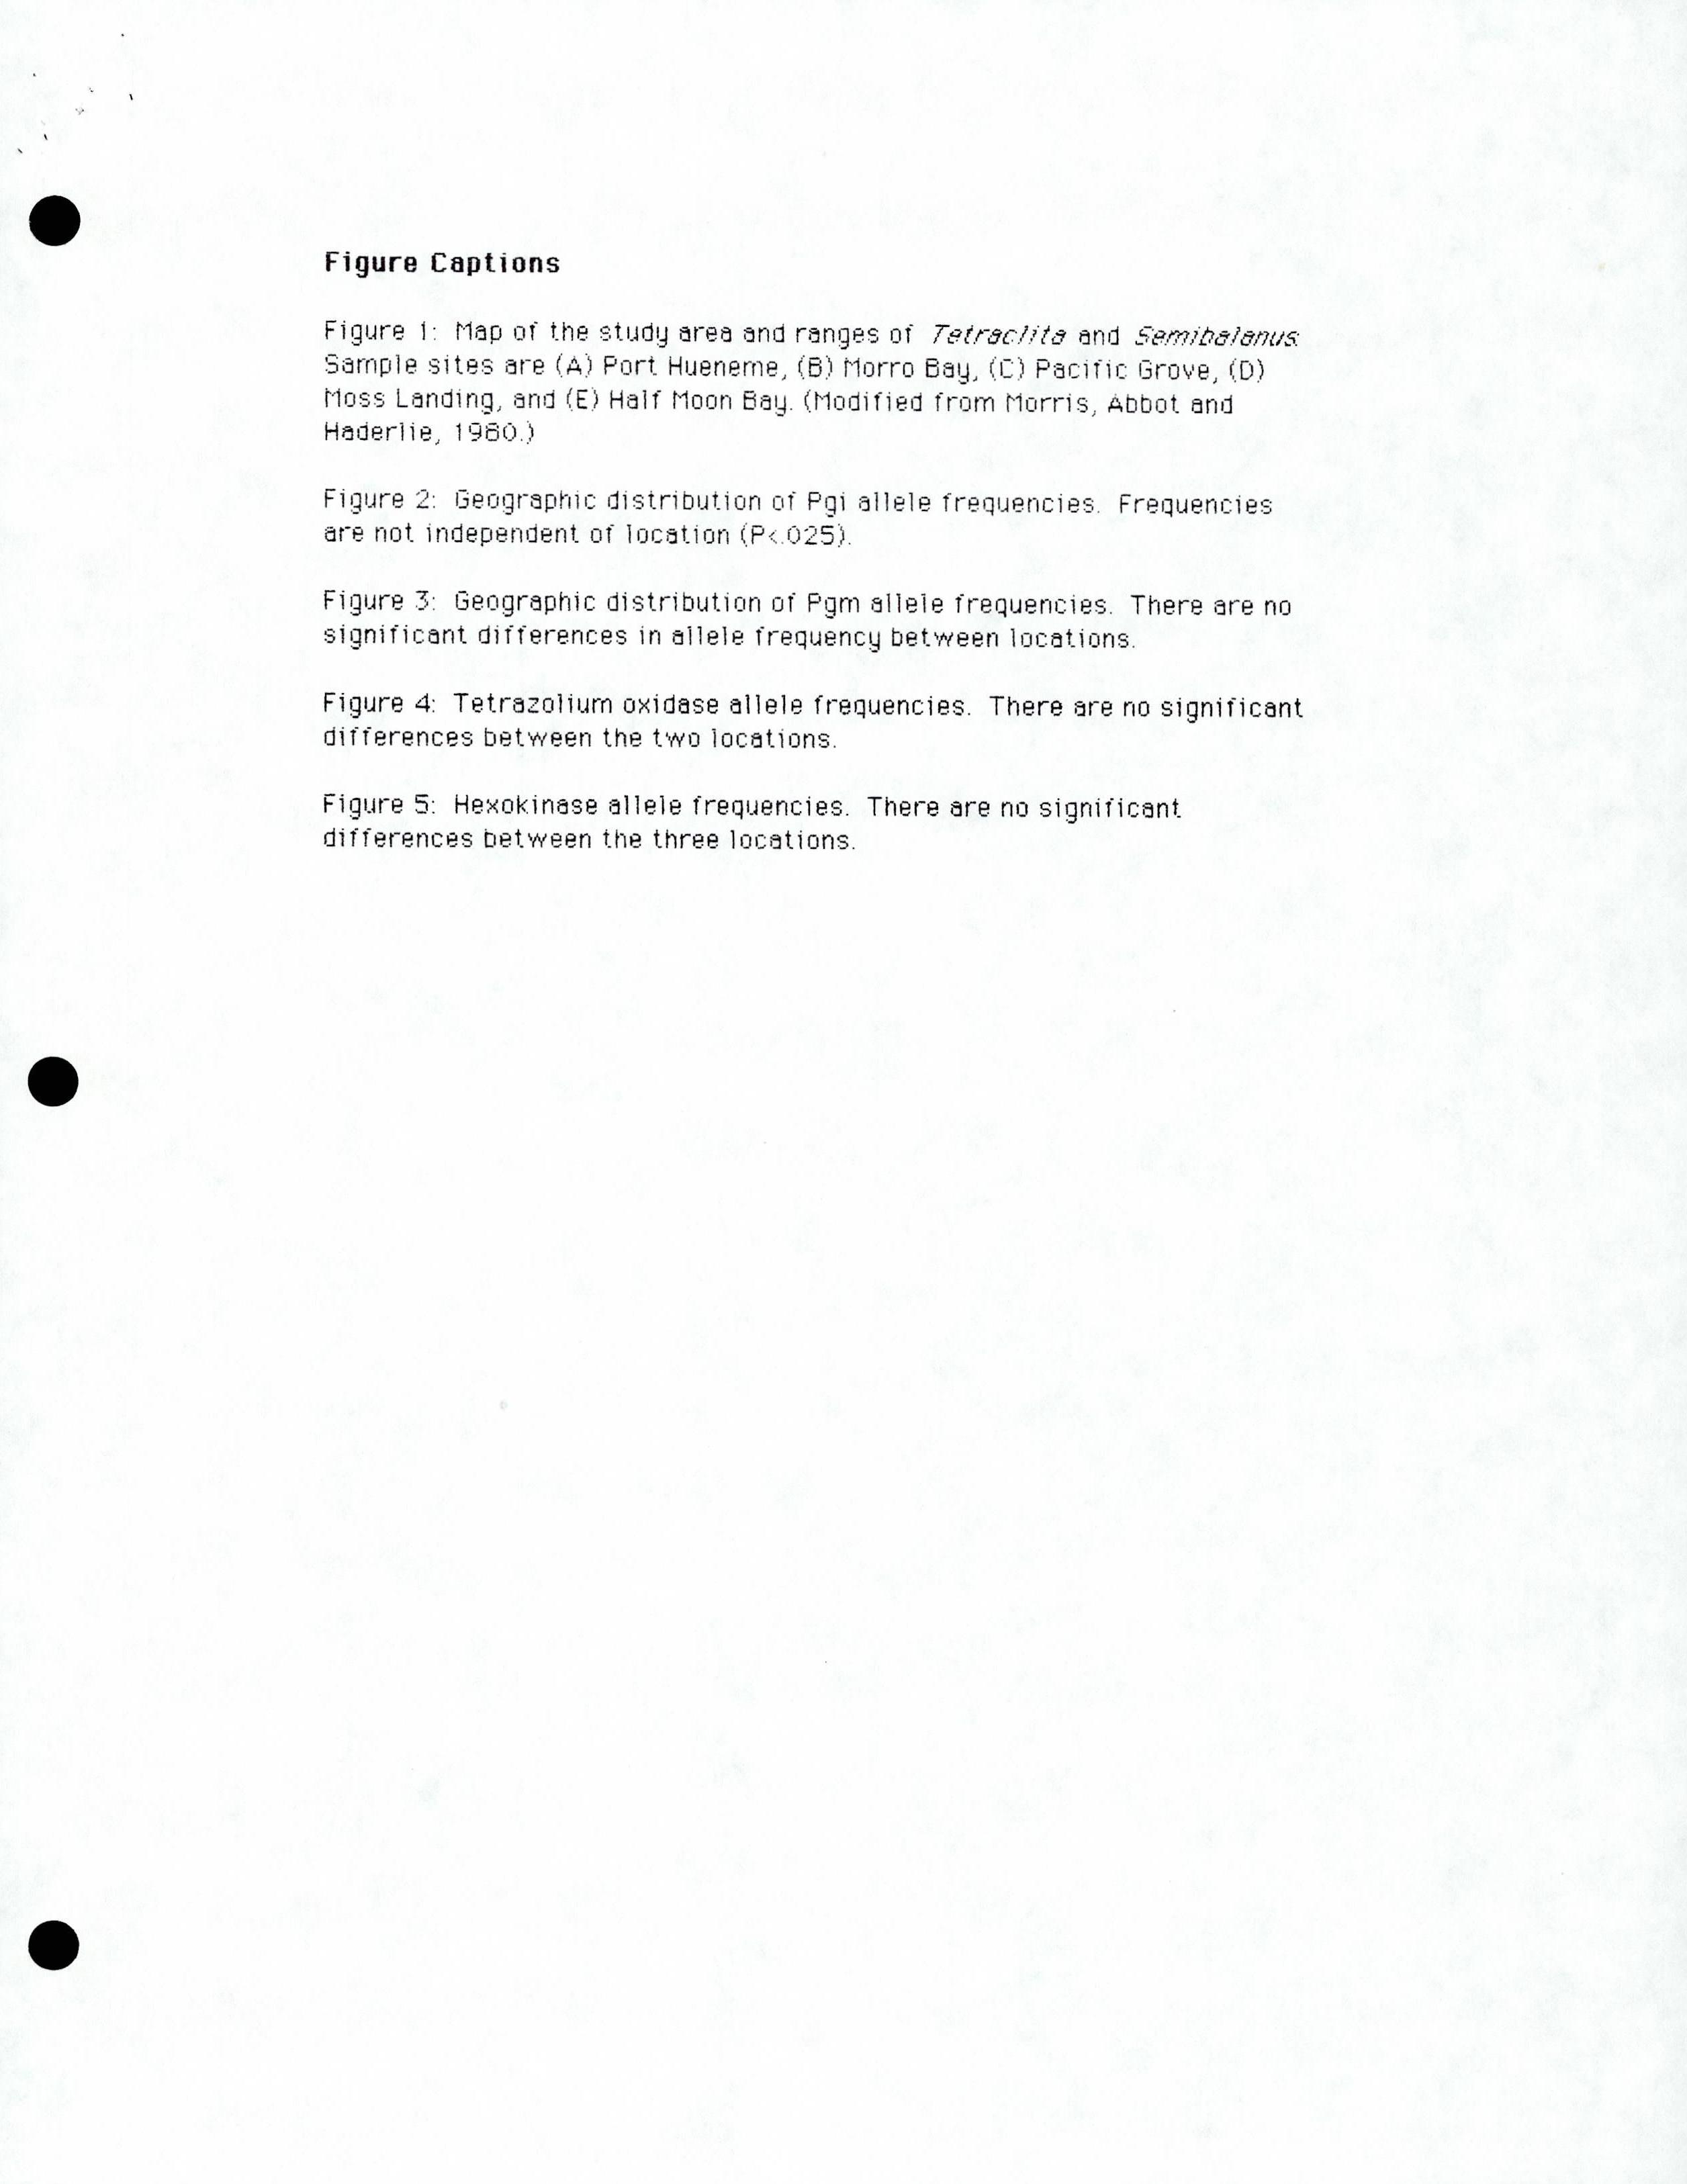 Figure Captions
Figure 1: Map of the study area and ranges of Tetraclita and Semibalanus.
Sample sites are (A) Port Hueneme, (B) Morro Bay, (C) Pacific Grove, (D)
Moss Landing, and (E) Half Moon Bay. (Modified from Morris, Abbot and
Haderlie, 1980.)
Figure 2: Geographic distribution of Pgi allele frequencies. Frequencies
are not independent of location (P<.025).
Figure 3: Geographic distribution of Pgm allele frequencies. There are no
significant differences in allele frequency between locations.
Figure 4: Tetrazolium oxidase allele frequencies. There are no significant
differences between the two locations.
Figure 5: Hexokinase allele frequencies. There are no significant
differences between the three locations.